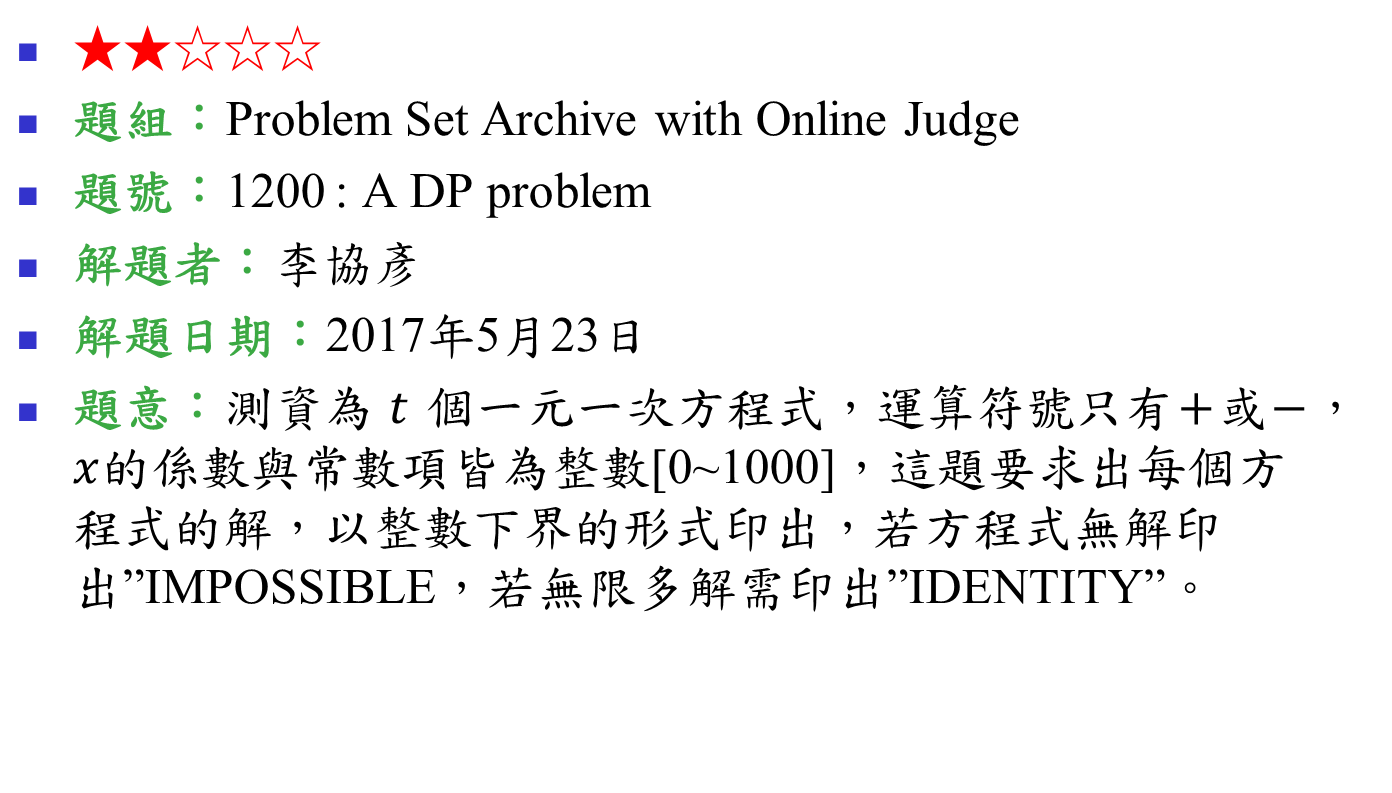 ★★☆☆☆
題組：Problem Set Archive with Online Judge
題號：1200 : A DP problem
解題者：李協彥
解題日期：2017年5月23日
題意：測資為 t 個一元一次方程式，運算符號只有+或−，
x的係數與常數項皆為整數[0~1000]，這題要求出每個方
程式的解，以整數下界的形式印出，若方程式無解印
出”IMPOSSIBLE，若無限多解需印出”IDENTITY”。